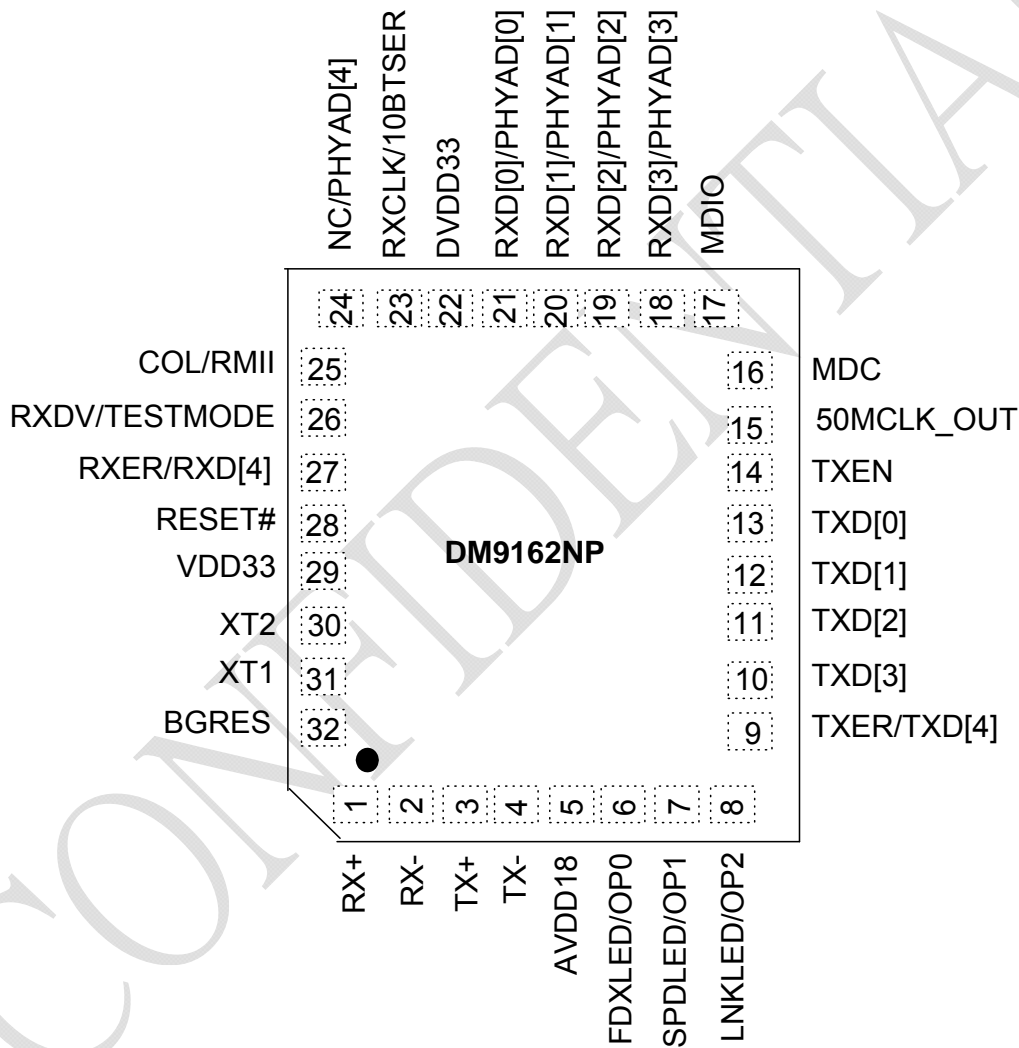 NC/PHYAD[4]
RXCLK/10BTSER
DVDD33
RXD[0]/PHYAD[0]
RXD[1]/PHYAD[1]
RXD[2]/PHYAD[2]
RXD[3]/PHYAD[3]
MDIO
24
23
22
21
20
19
18
17
COL/RMII 25
RXDV/TESTMODE 26
RXER/RXD[4] 27
RESET# 28
VDD33 29
XT2 30
XT1 31
BGRES 32
DM9162NP
16 MDC
15 50MCLK_OUT
14 TXEN
13 TXD[0]
12 TXD[1]
11 TXD[2]
10 TXD[3]
9 TXER/TXD[4]
1
2
3
4
5
6
7
8
RX+
RX-
TX+
TX-
AVDD18
FDXLED/OP0
SPDLED/OP1
LNKLED/OP2
CONFIDENTIA